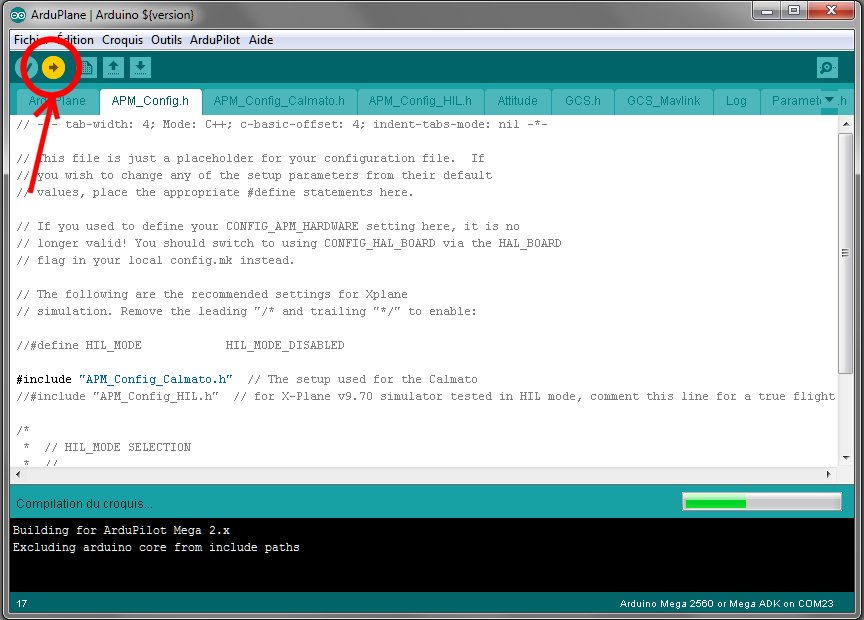 ArduPlane | Arduino ${version}
Édition Croquis Outils ArduPilot Aide
APM_Config.h APM_Config_Calmato.h APM_Config_HIL.h Attitude GCS.h GCS_Mavlink Log .h
tab-width: 4; Mode: C++; c-basic-offset: 4; indent-tabs-mode: nil -*-
// This file is just a placeholder for your configuration file. If
// you wish to change any of the setup parameters from their default
// values, place the appropriate #define statements here.
// If you used to define your CONFIG_APM_HARDWARE setting here, it is no
// longer valid! You should switch to using CONFIG_HAL_BOARD via the HAL_BOARD
// flag in your local config.mk instead.
// The following are the recommended settings for Xplane
// simulation. Remove the leading "/* and trailing "*/" to enable:
//#define HIL_MODE HIL_MODE_DISABLED
#include "APM_Config_Calmato.h" // The setup used for the Calmato
//#include "APM_Config_HIL.h" // for X-Plane v9.70 simulator tested in HIL mode, comment this line for a true flight
/*
* // HIL_MODE SELECTION
* //
Compilation du croquis...
Building for ArduPilot Mega 2.x
Excluding arduino core from include paths
17 Arduino Mega 2560 or Mega ADK on COM23